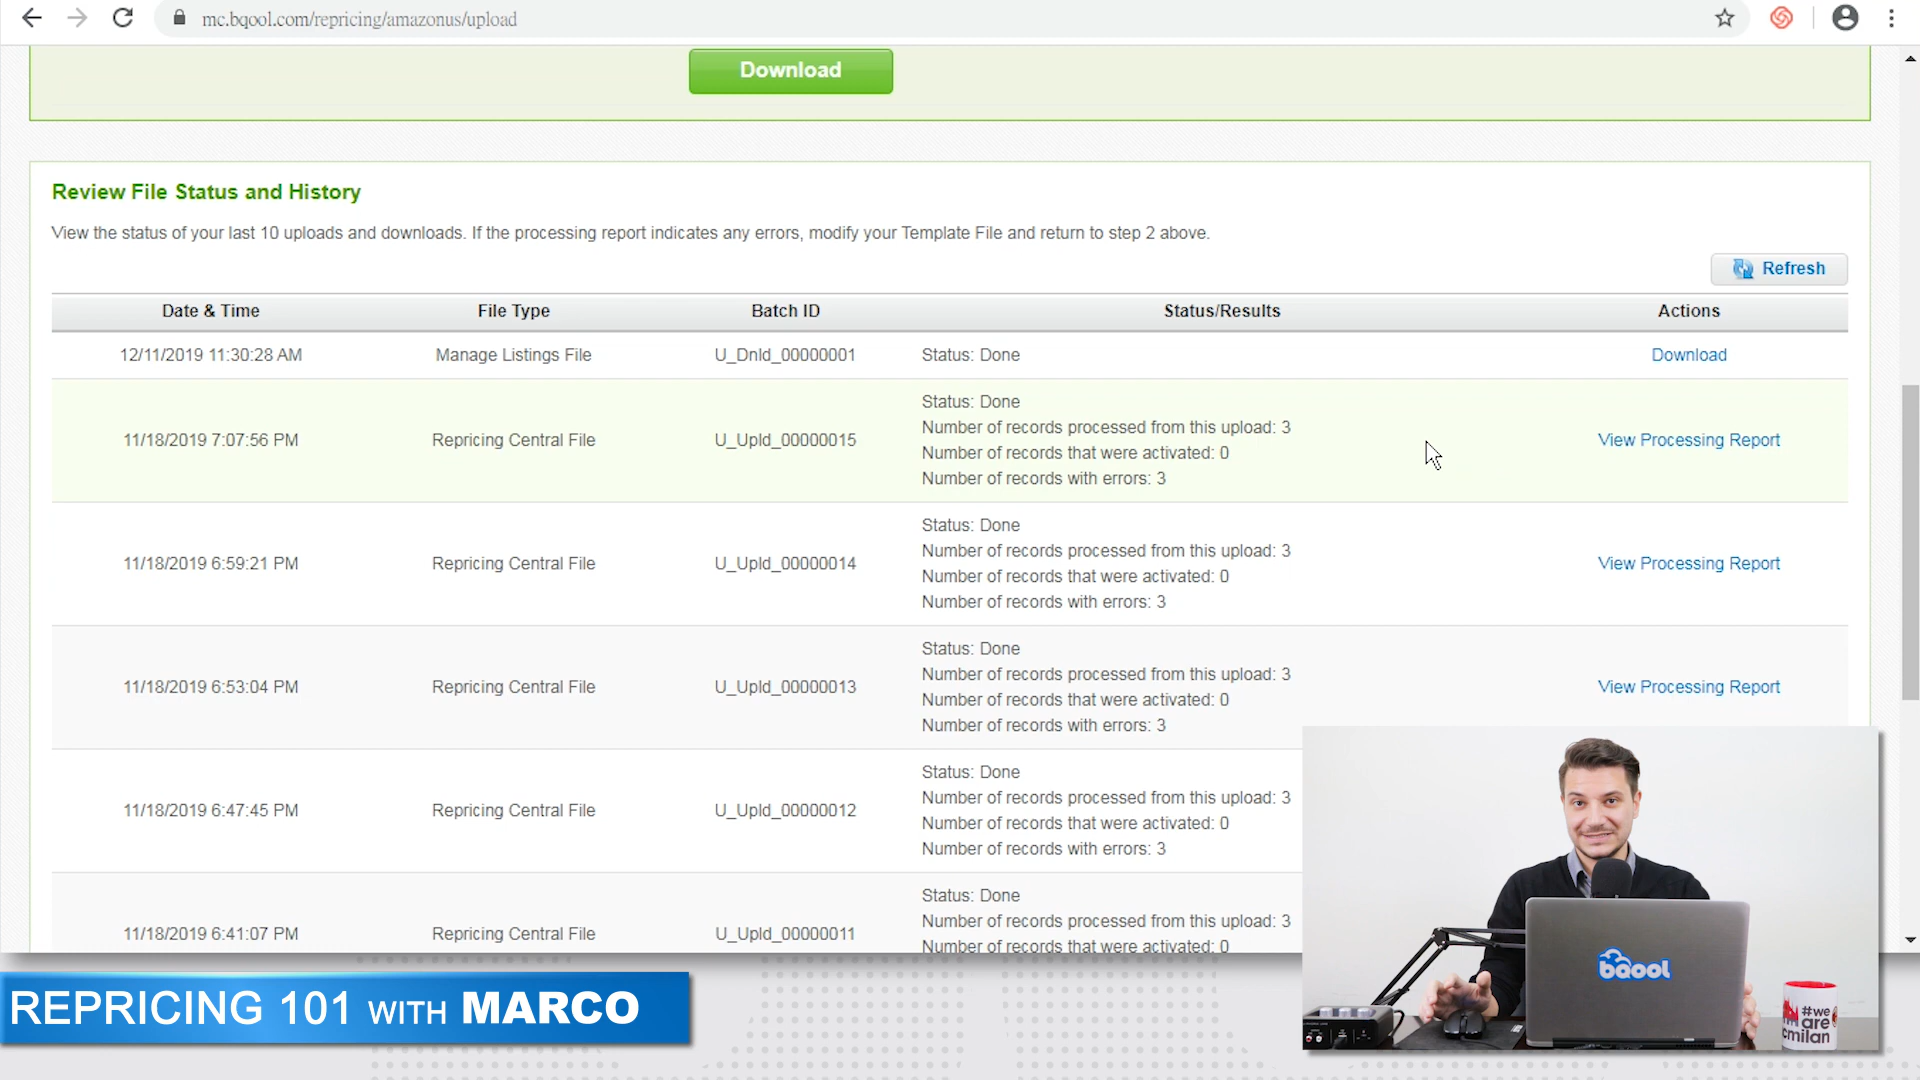 mc.bqool.com/repricing/amazonus/upload
Download
Review File Status and History
View the status of your last 10 uploads and downloads. If the processing report indicates any errors, modify your Template File and return to step 2 above.
Refresh
Date & Time File Type Batch ID Status/Results Actions
12/11/2019 11:30:28 AM Manage Listings File U_Dnld_00000001 Status: Done Download
Status: Done
Number of records processed from this upload: 3
11/18/2019 7:07:56 PM Repricing Central File U_Upld_00000015 View Processing Report
Number of records that were activated: 0
Number of records with errors: 3
Status: Done
Number of records processed from this upload: 3
11/18/2019 6:59:21 PM Repricing Central File U_Upld_00000014 View Processing Report
Number of records that were activated: 0
Number of records with errors: 3
Status: Done
Number of records processed from this upload: 3
11/18/2019 6:53:04 PM Repricing Central File U_Upld_00000013 View Processing Report
Number of records that were activated: 0
Number of records with errors: 3
Status: Done
Number of records processed from this upload: 3
11/18/2019 6:47:45 PM Repricing Central File U_Upld_00000012
Number of records that were activated: 0
Number of records with errors: 3
Status: Done
Number of records processed from this upload: 3
11/18/2019 6:41:07 PM Repricing Central File U_Upld_00000011
Number of records that were activated: 0
REPRICING 101 WITH MARCO
bqool
#we
are
cmilan